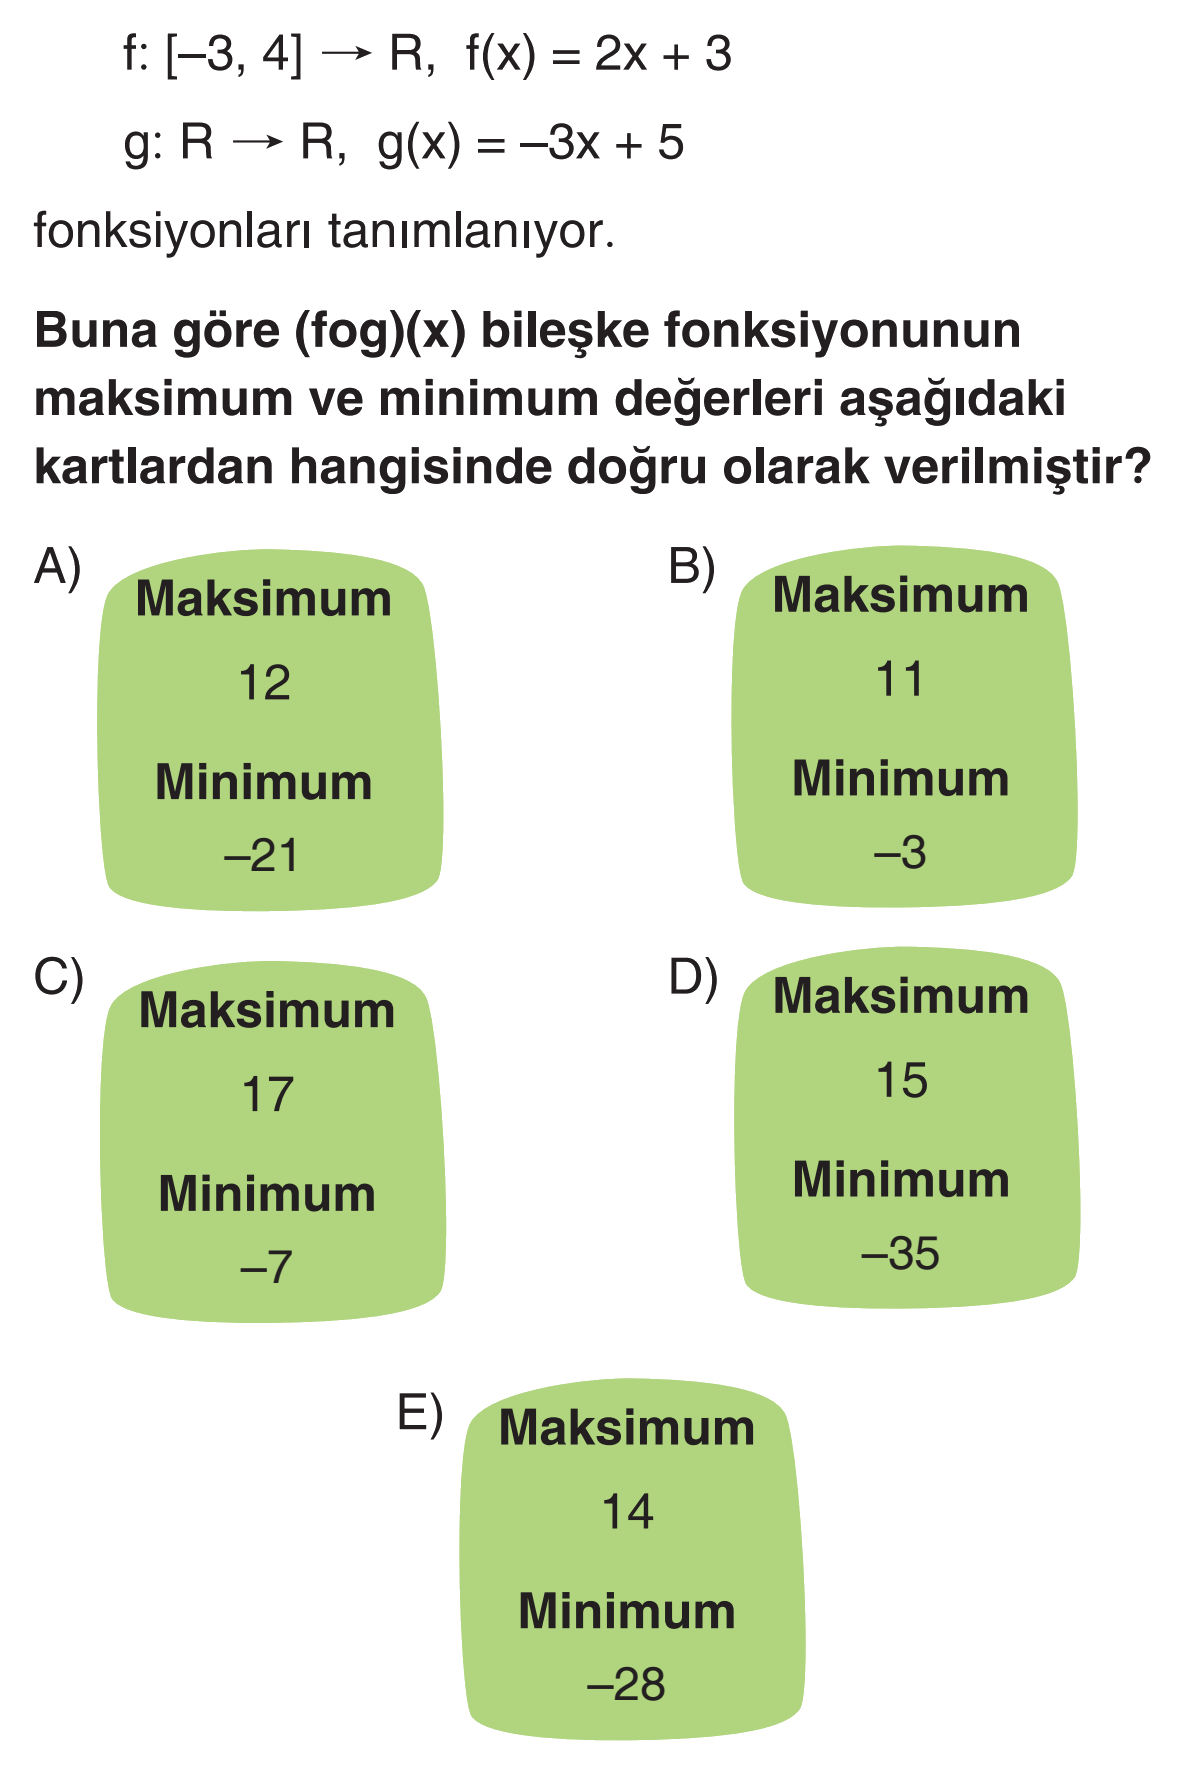 f: [–3, 4] → R, f(x) = 2x + 3
g: R → R, g(x) = –3x + 5
fonksiyonları tanımlanıyor.
Buna göre (fog)(x) bileşke fonksiyonunun
maksimum ve minimum değerleri aşağıdaki
kartlardan hangisinde doğru olarak verilmiştir?
A)
Maksimum
12
Minimum
–21
B)
Maksimum
11
Minimum
–3
C)
Maksimum
17
Minimum
–7
D)
Maksimum
15
Minimum
–35
E)
Maksimum
14
Minimum
–28